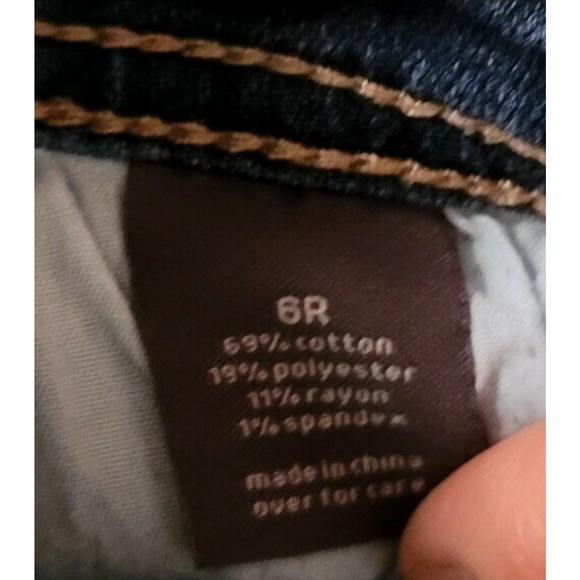 6R
69% cotton
19% polyester
11% rayon
1% spandex
made in china
over for care